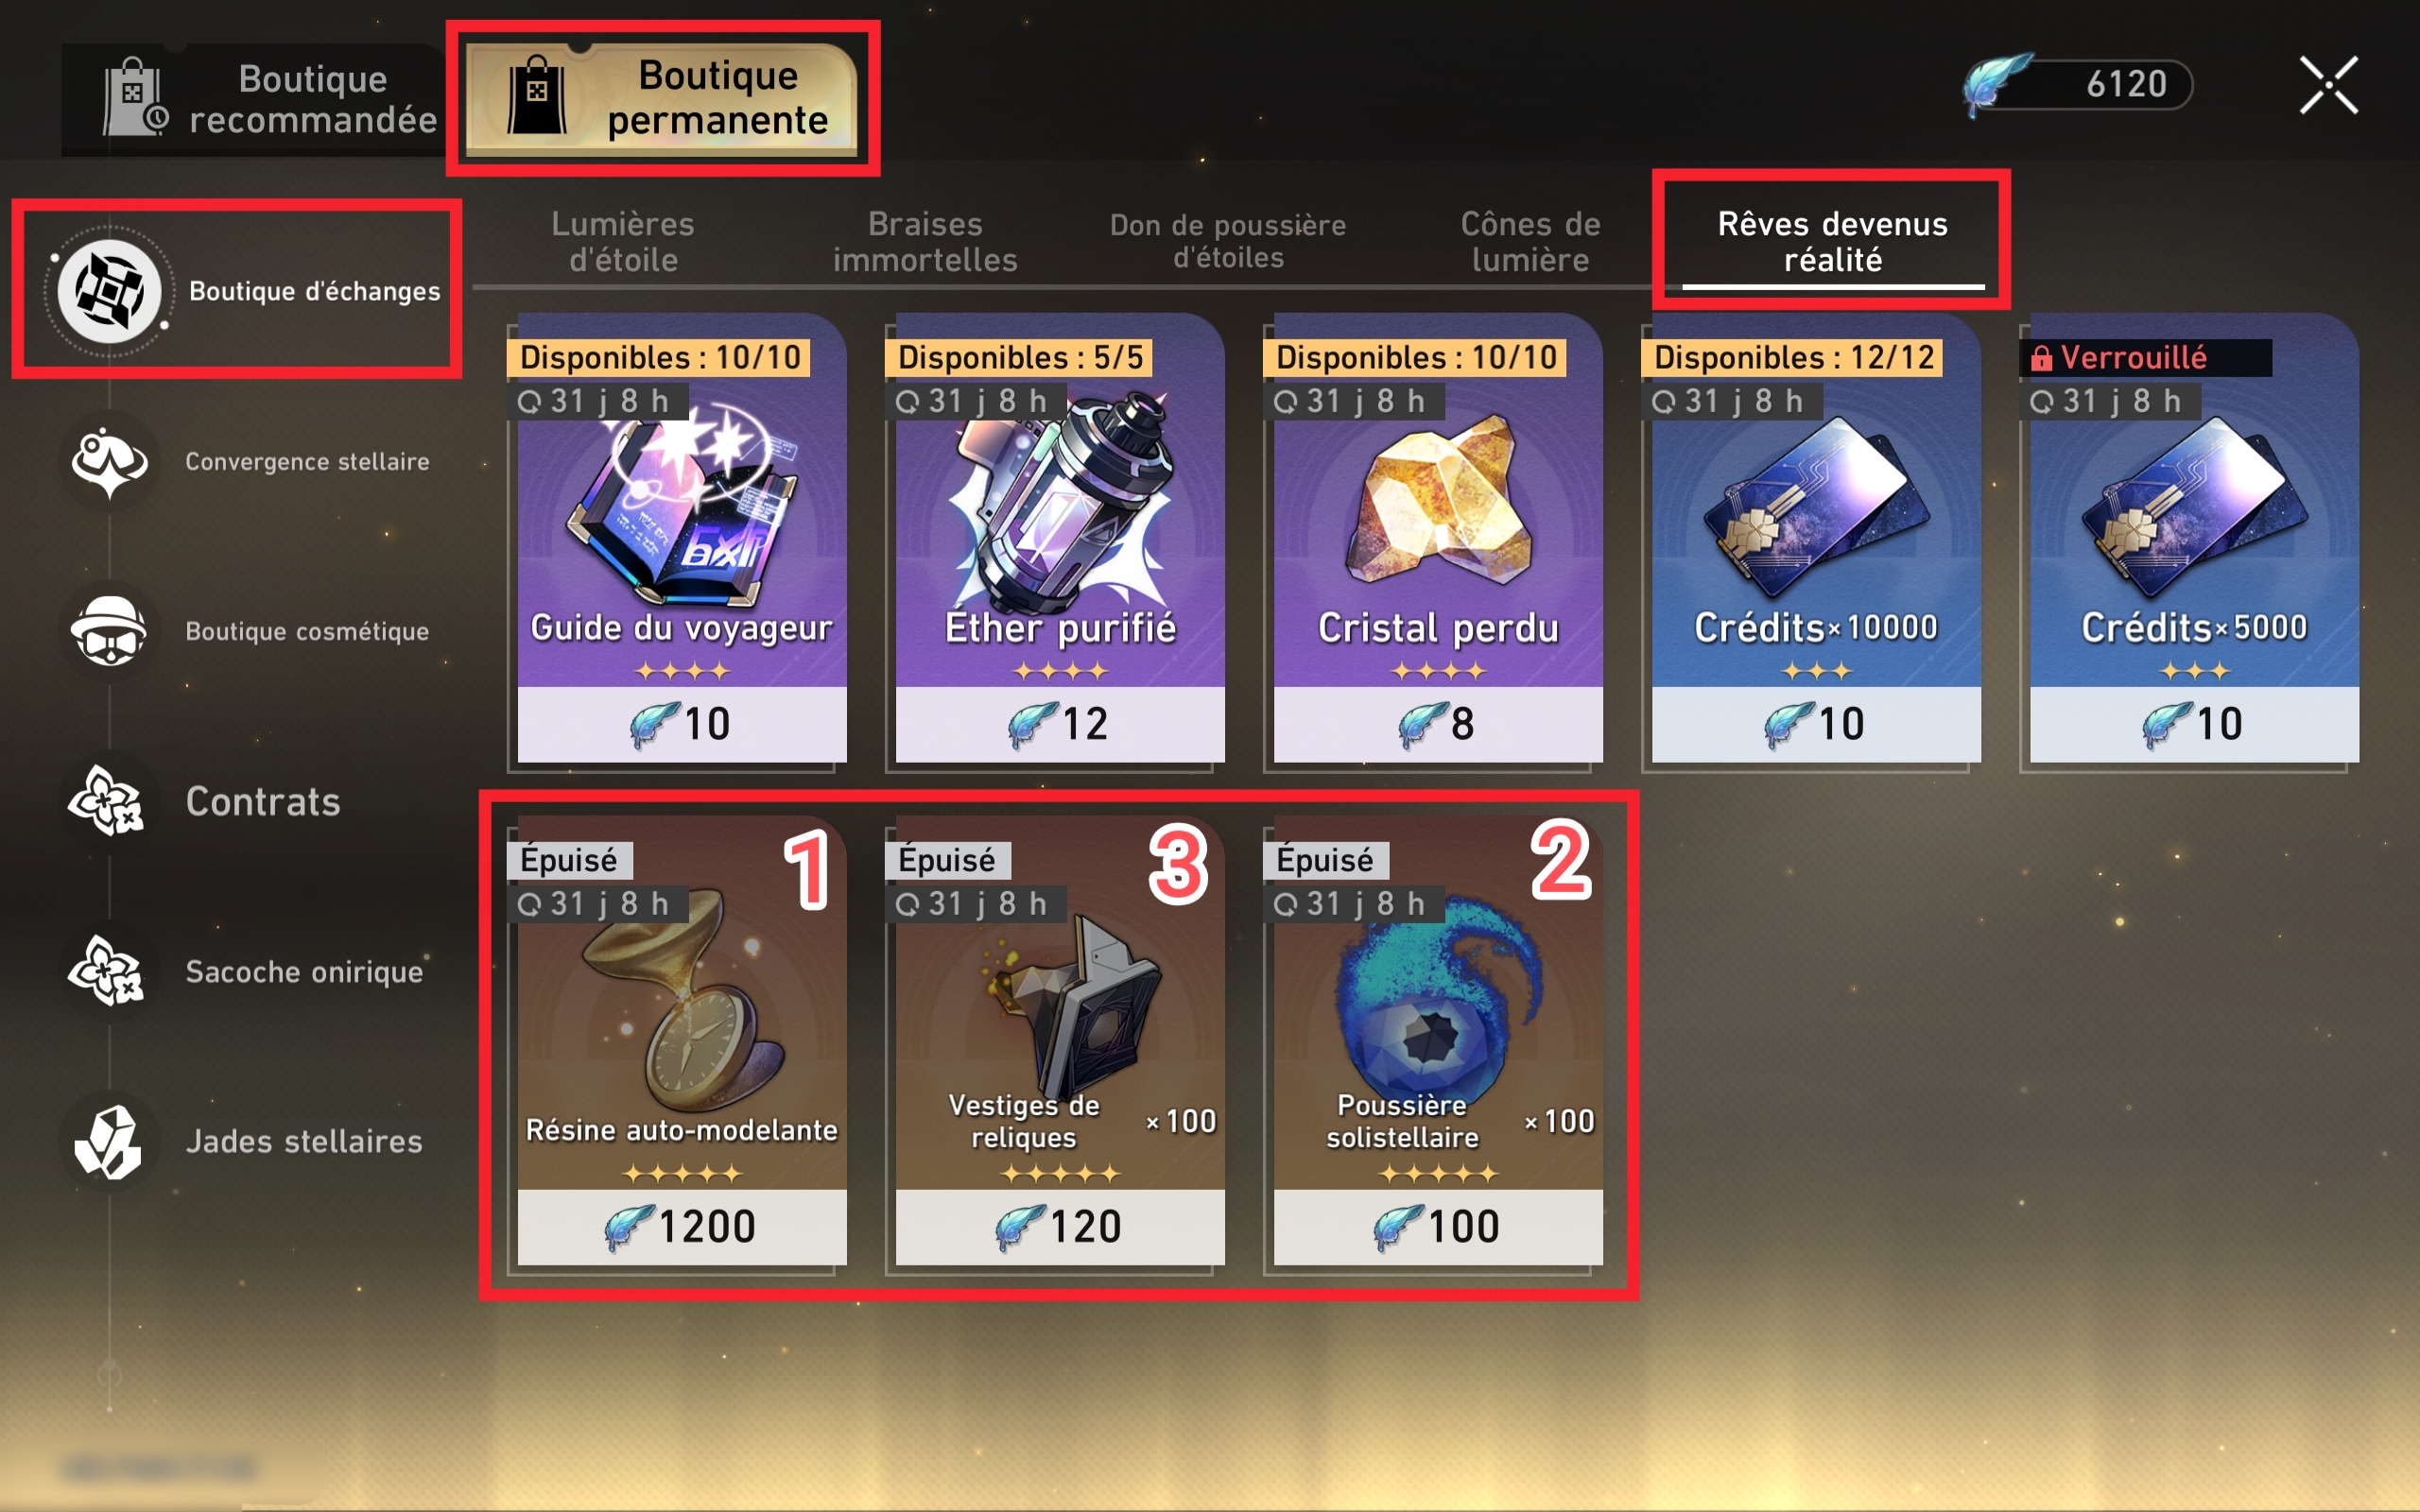 Boutique
recommandée
Boutique
permanente
6120
Boutique d'échanges
Convergence stellaire
Boutique cosmétique
Contrats
Sacoche onirique
Jades stellaires
Lumières
d'étoile
Braises
immortelles
Don de poussière
d'étoiles
Cônes de
lumière
Rêves devenus
réalité
Disponibles : 10/10
31 j 8 h
Guide du voyageur
10
Disponibles : 5/5
31 j 8 h
Éther purifié
12
Disponibles : 10/10
31 j 8 h
Cristal perdu
8
Disponibles : 12/12
31 j 8 h
Crédits×10000
10
Verrouillé
31 j 8 h
Crédits×5000
10
Épuisé
1
31 j 8 h
Résine auto-modelante
1200
Épuisé
3
31 j 8 h
Vestiges de
reliques
×100
120
Épuisé
2
31 j 8 h
Poussière
solistellaire
×100
100